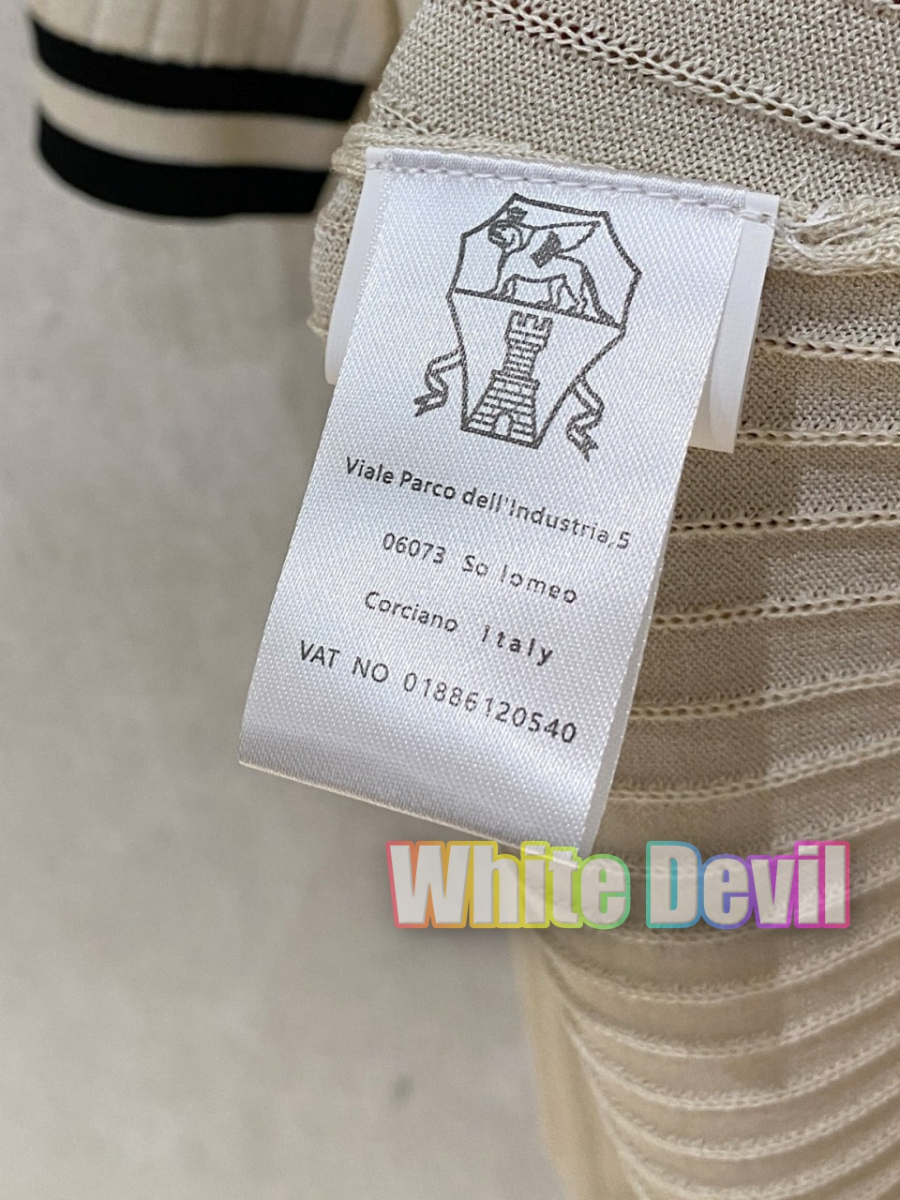 Viale Parco dell'Industria,5
06073 So lomeo
Corciano Italy
VAT NO 01886120540
White Devil